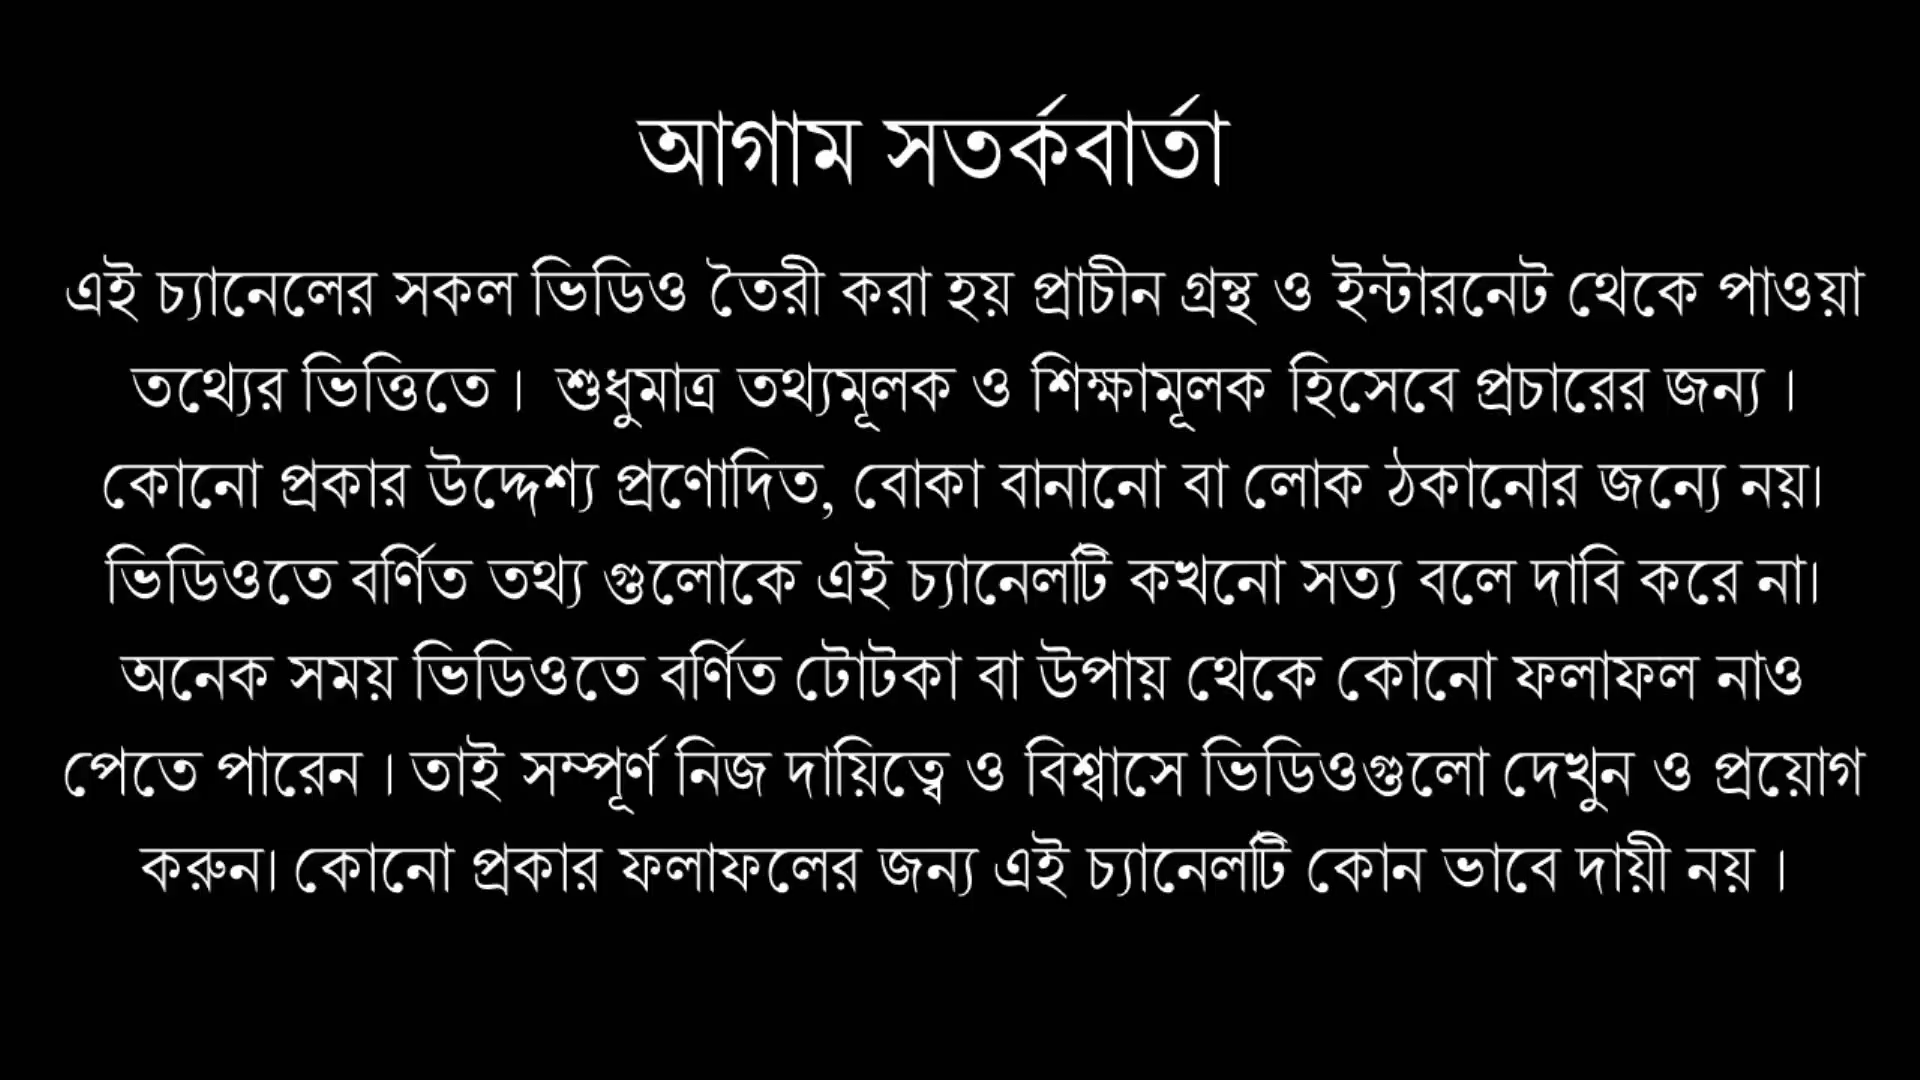 আগাম সতর্কবার্তা
এই চ্যানেলের সকল ভিডিও তৈরী করা হয় প্রাচীন গ্রন্থ ও ইন্টারনেট থেকে পাওয়া
তথ্যের ভিত্তিতে। শুধুমাত্র তথ্যমূলক ও শিক্ষামূলক হিসেবে প্রচারের জন্য ।
কোনো প্রকার উদ্দেশ্য প্রণোদিত, বোকা বানানো বা লোক ঠকানোর জন্যে নয়।
ভিডিওতে বর্ণিত তথ্য গুলোকে এই চ্যানেলটি কখনো সত্য বলে দাবি করে না।
অনেক সময় ভিডিওতে বর্ণিত টোটকা বা উপায় থেকে কোনো ফলাফল নাও
পেতে পারেন । তাই সম্পূর্ণ নিজ দায়িত্বে ও বিশ্বাসে ভিডিওগুলো দেখুন ও প্রয়োগ
করুন। কোনো প্রকার ফলাফলের জন্য এই চ্যানেলটি কোন ভাবে দায়ী নয় ।